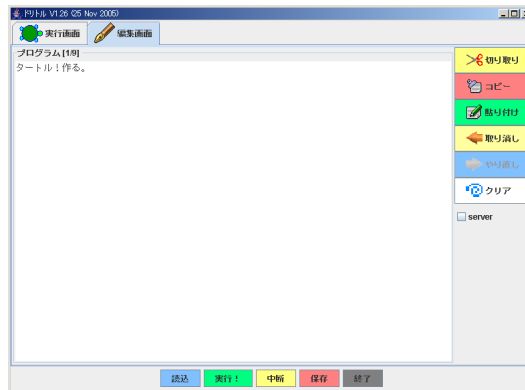 ドリトル V1.26 (25 Nov 2005)
実行画面 編集画面
プログラム [1/9]
タートル！作る。
切り取り
コピー
貼り付け
取り消し
やり直し
クリア
server
読込 実行！ 中断 保存 終了